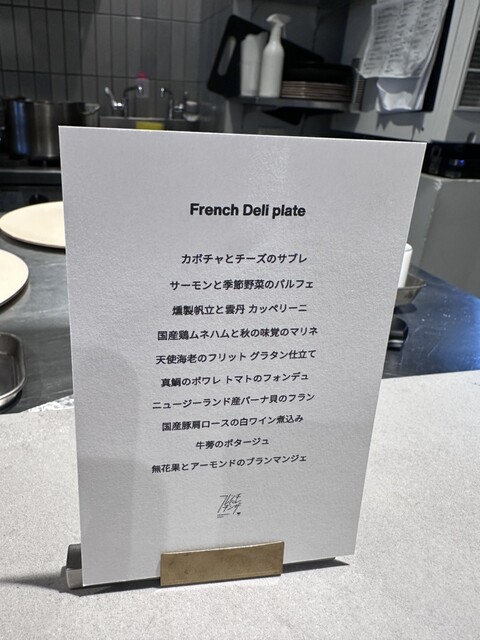 French Deli plate
カボチャとチーズのサブレ
サーモンと季節野菜のパルフェ
燻製帆立と雲丹 カッペリーニ
国産鶏ムネハムと秋の味覚のマリネ
天使海老のフリット グラタン仕立て
真鯛のポワレ トマトのフォンデュ
ニュージーランド産パーナ貝のフラン
国産豚肩ロースの白ワイン煮込み
牛蒡のポタージュ
無花果とアーモンドのブランマンジェ